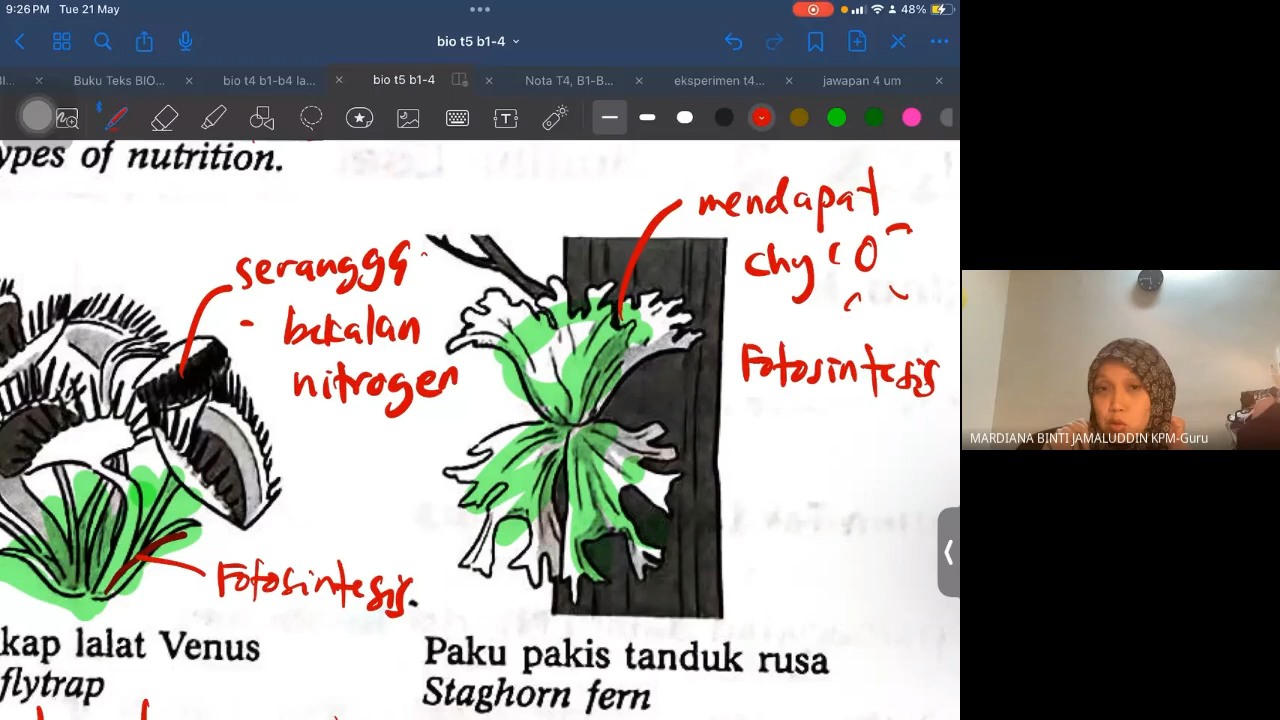 9:26 PM Tue 21 May
48%
bio t5 b1-4
Buku Teks BIO...
bio t4 b1-b4 la...
bio t5 b1-4
Nota T4, B1-B...
eksperimen t4...
jawapan 4 um
ypes of nutrition.
mendapat
chy
seranggg
- bekalan
nitrogen
Fotosintesis
Fotosintesis.
kap lalat Venus
flytrap
Paku pakis tanduk rusa
Staghorn fern
MARDIANA BINTI JAMALUDDIN KPM-Guru